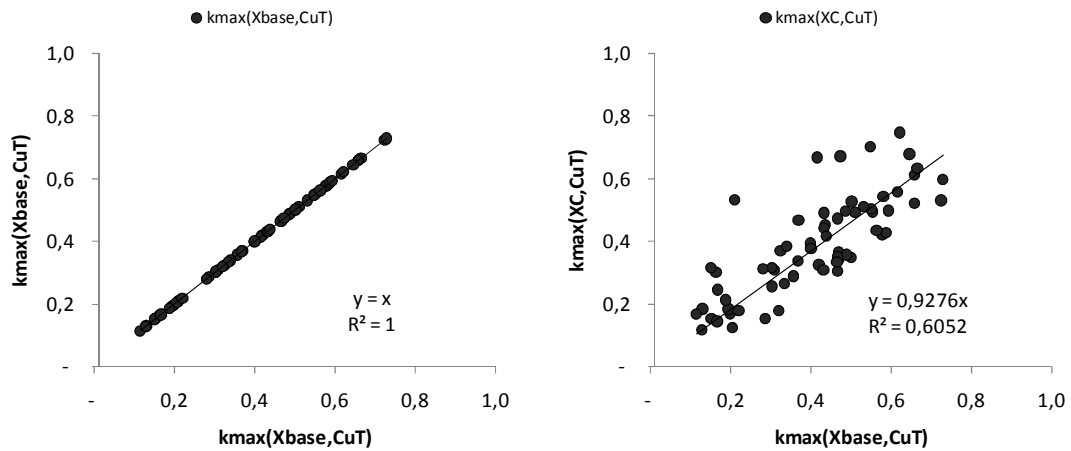 kmax(Xbase,CuT)
1,0
0,8
0,6
0,4
0,2
-
kmax(Xbase,CuT)
y = x
R² = 1
-
0,2
0,4
0,6
0,8
1,0
kmax(Xbase,CuT)
kmax(XC,CuT)
1,0
0,8
0,6
0,4
0,2
-
kmax(XC,CuT)
y = 0,9276x
R² = 0,6052
-
0,2
0,4
0,6
0,8
1,0
kmax(Xbase,CuT)